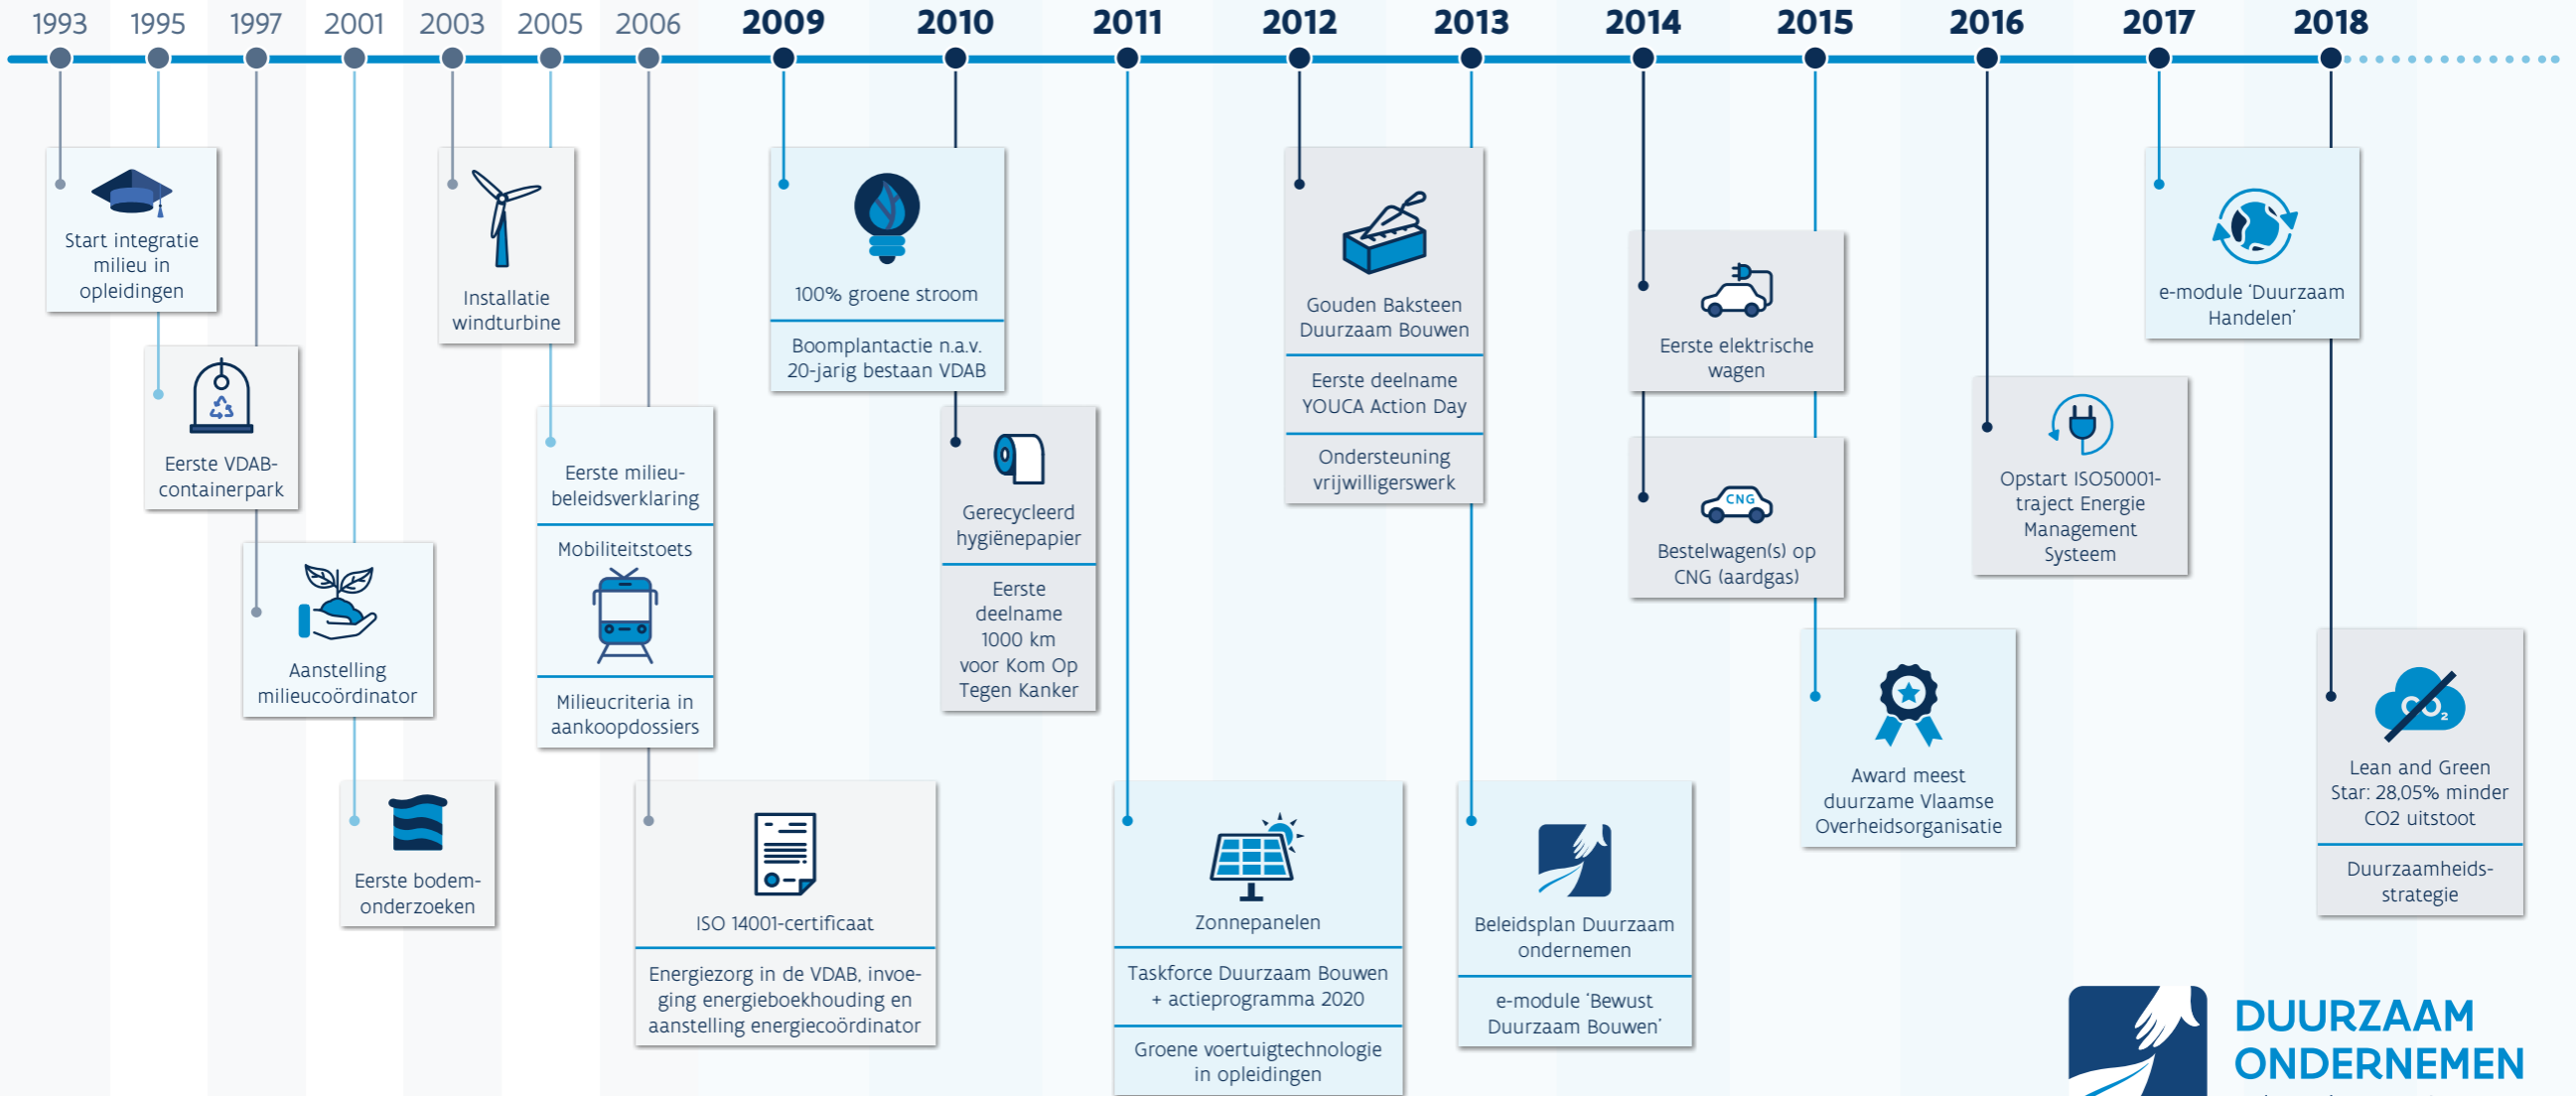 1993
1995
1997
2001
2003
2005
2006
2009
2010
2011
2012
2013
2014
2015
2016
2017
2018
Start integratie
milieu in
opleidingen
Eerste VDAB-
containerpark
Aanstelling
milieucoördinator
Eerste bodem-
onderzoeken
Installatie
windturbine
Eerste milieu-
beleidsverklaring
Mobiliteitstoets
Milieucriteria in
aankoopdossiers
ISO 14001-certificaat
Energiezorg in de VDAB, invoe-
ging energieboekhouding en
aanstelling energiecoördinator
100% groene stroom
Boomplantactie n.a.v.
20-jarig bestaan VDAB
Gerecycleerd
hygiënepapier
Eerste
deelname
1000 km
voor Kom Op
Tegen Kanker
Zonnepanelen
Taskforce Duurzaam Bouwen
+ actieprogramma 2020
Groene voertuigtechnologie
in opleidingen
Gouden Baksteen
Duurzaam Bouwen
Eerste deelname
YOUCA Action Day
Ondersteuning
vrijwilligerswerk
Beleidsplan Duurzaam
ondernemen
e-module ‘Bewust
Duurzaam Bouwen’
Eerste elektrische
wagen
CNG
Bestelwagen(s) op
CNG (aardgas)
Award meest
duurzame Vlaamse
Overheidsorganisatie
Opstart ISO50001-
traject Energie
Management
Systeem
e-module ‘Duurzaam
Handelen’
CO2
Lean and Green
Star: 28,05% minder
CO2 uitstoot
Duurzaamheids-
strategie
DUURZAAM
ONDERNEMEN